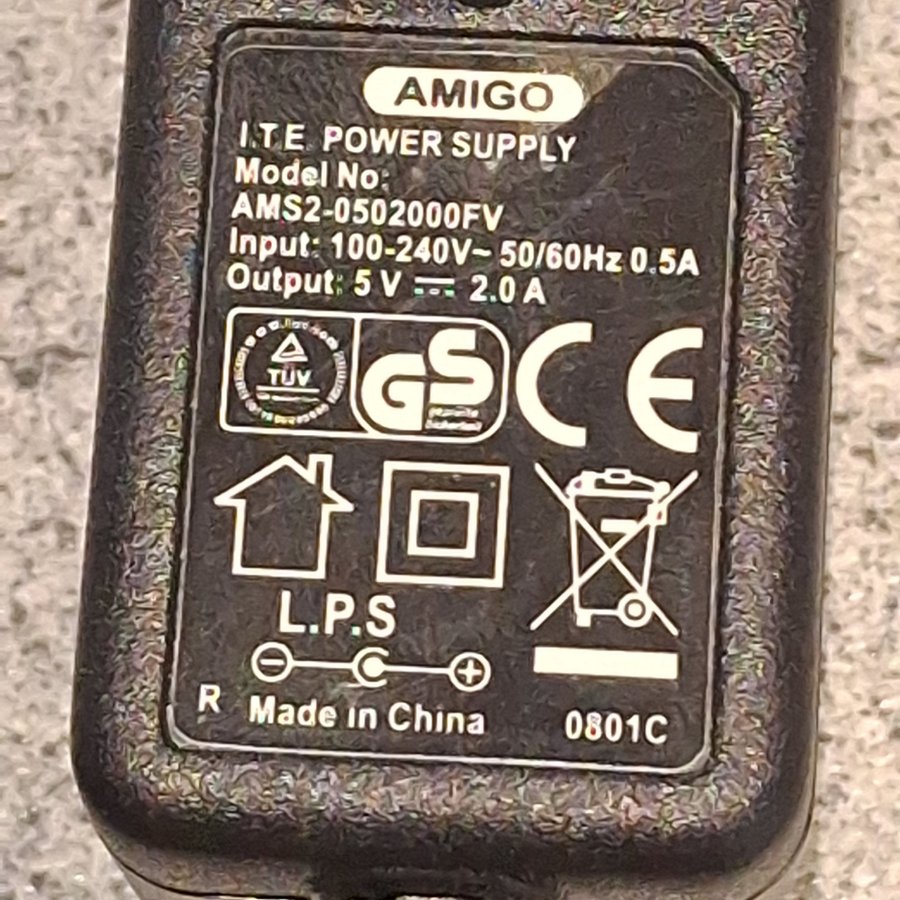 AMIGO
I.T.E. POWER SUPPLY
Model No:
AMS2-0502000FV
Input: 100-240V~ 50/60Hz 0.5A
Output: 5 V ⎓ 2.0 A
TÜV
GS
CE
L.P.S
R Made in China 0801C